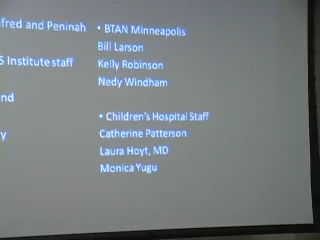 fred and Peninah
S Institute staff
nd
y
• BTAN Minneapolis
Bill Larson
Kelly Robinson
Nedy Windham
• Children's Hospital Staff
Catherine Patterson
Laura Hoyt, MD
Monica Yugu